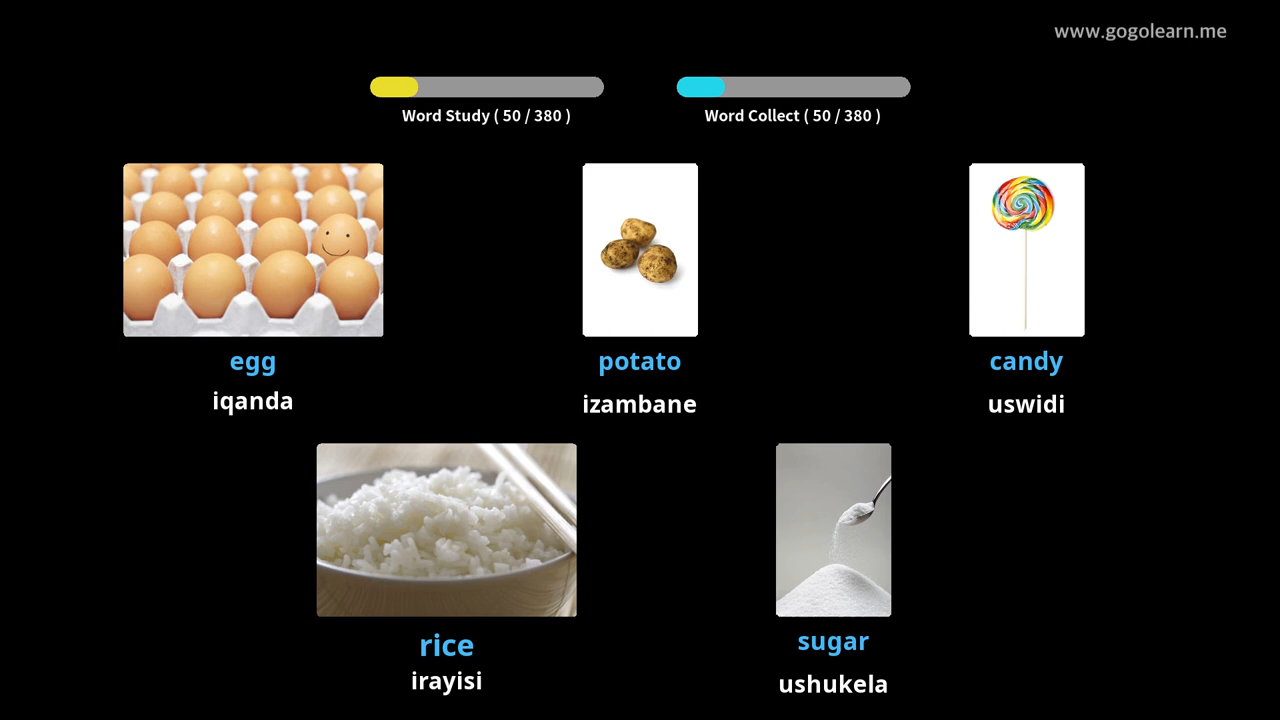 www.gogolearn.me
Word Study ( 50 / 380 )
Word Collect ( 50 / 380 )
egg
iqanda
potato
izambane
candy
uswidi
rice
irayisi
sugar
ushukela